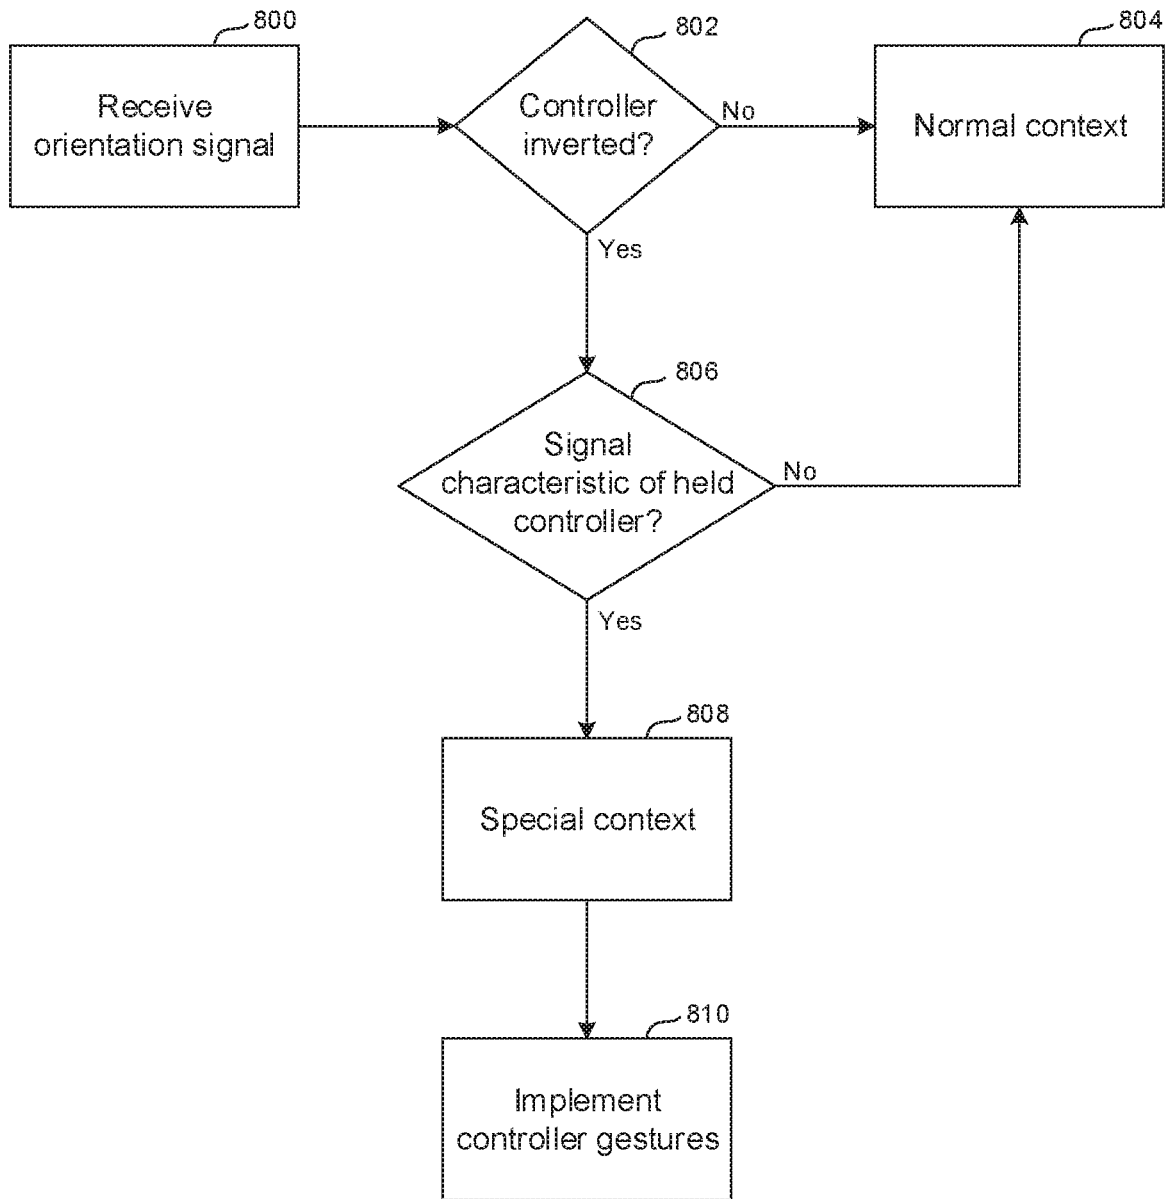 800
Receive
orientation signal
802
Controller
inverted?
No
804
Normal context
Yes
806
Signal
characteristic of held
controller?
No
Yes
808
Special context
810
Implement
controller gestures